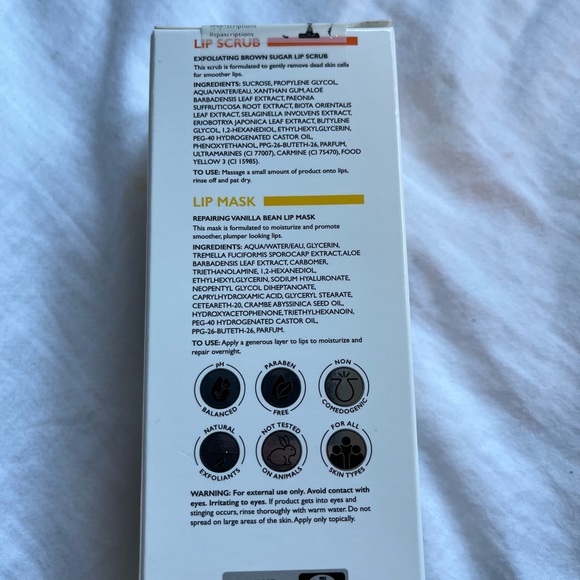 #spascriptions
LIP SCRUB
EXFOLIATING BROWN SUGAR LIP SCRUB
This scrub is formulated to gently remove dead skin cells
for smoother lips.
INGREDIENTS: SUCROSE, PROPYLENE GLYCOL,
AQUA/WATER/EAU, XANTHAN GUM, ALOE
BARBADENSIS LEAF EXTRACT, PAEONIA
SUFFRUTICOSA ROOT EXTRACT, BIOTA ORIENTALIS
LEAF EXTRACT, SELAGINELLA INVOLVENS EXTRACT,
ERIOBOTRYA JAPONICA LEAF EXTRACT, BUTYLENE
GLYCOL, 1,2-HEXANEDIOL, ETHYLHEXYLGLYCERIN,
PEG-40 HYDROGENATED CASTOR OIL,
PHENOXYETHANOL, PPG-26-BUTETH-26, PARFUM,
ULTRAMARINES (CI 77007), CARMINE (CI 75470), FOOD
YELLOW 3 (CI 15985).
TO USE: Massage a small amount of product onto lips,
rinse off and pat dry.
LIP MASK
REPAIRING VANILLA BEAN LIP MASK
This mask is formulated to moisturize and promote
smoother, plumper looking lips.
INGREDIENTS: AQUA/WATER/EAU, GLYCERIN,
TREMELLA FUCIFORMIS SPOROCARP EXTRACT, ALOE
BARBADENSIS LEAF EXTRACT, CARBOMER,
TRIETHANOLAMINE, 1,2-HEXANEDIOL,
ETHYLHEXYLGLYCERIN, SODIUM HYALURONATE,
NEOPENTYL GLYCOL DIHEPTANOATE,
CAPRYLHYDROXAMIC ACID, GLYCERYL STEARATE,
CETEARETH-20, CRAMBE ABYSSINICA SEED OIL,
HYDROXYACETOPHENONE, TRIETHYLHEXANOIN,
PEG-40 HYDROGENATED CASTOR OIL,
PPG-26-BUTETH-26, PARFUM.
TO USE: Apply a generous layer to lips to moisturize and
repair overnight.
pH BALANCED
PARABEN FREE
NON COMEDOGENIC
NATURAL EXFOLIANTS
NOT TESTED ON ANIMALS
FOR ALL SKIN TYPES
WARNING: For external use only. Avoid contact with
eyes. Irritating to eyes. If product gets into eyes and
stinging occurs, rinse thoroughly with warm water. Do not
spread on large areas of the skin. Apply only topically.